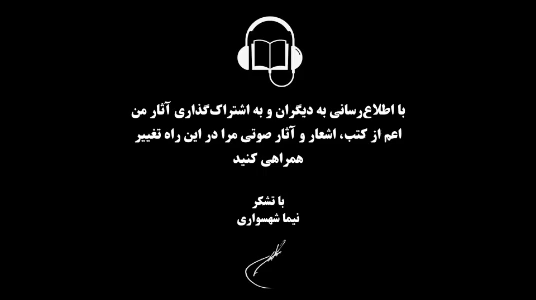 با اطلاع‌رسانی به دیگران و به اشتراک‌گذاری آثار من
اعم از کتب، اشعار و آثار صوتی مرا در این راه تغییر
همراهی کنید
با تشکر
نیما شهسواری